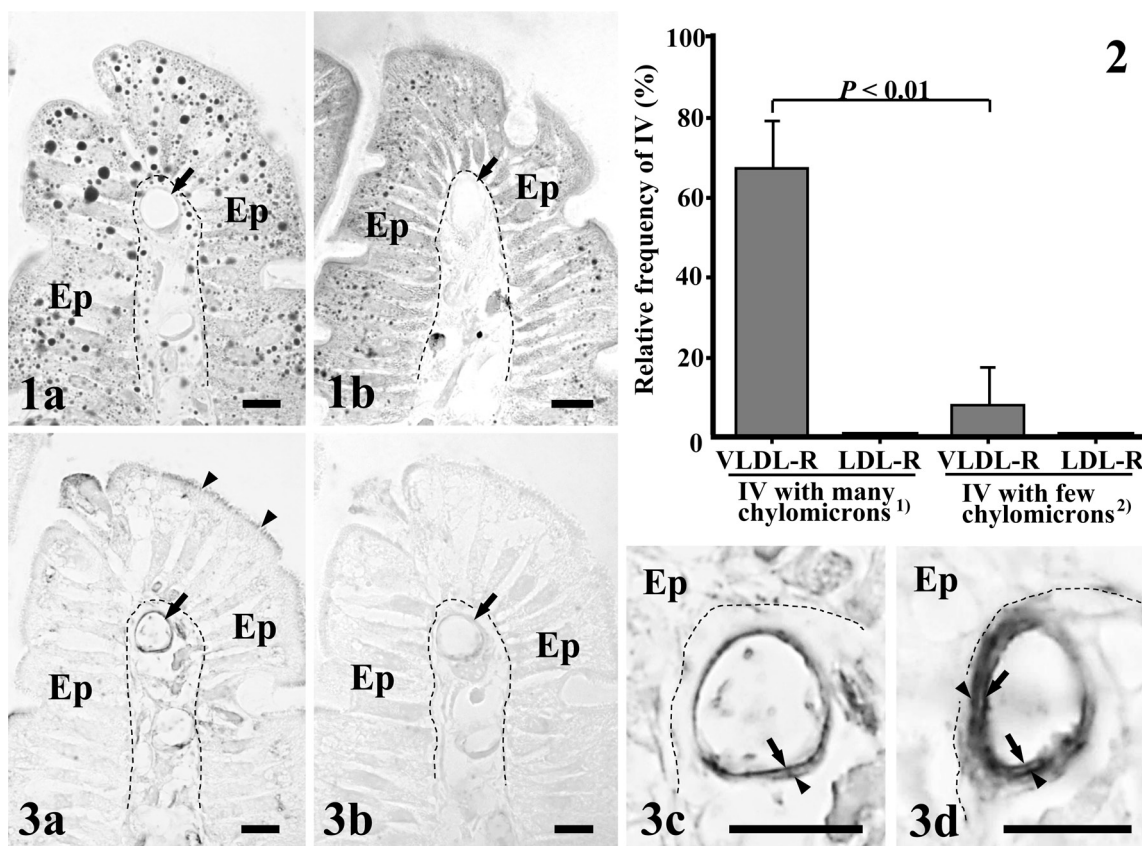 Ep
Ep
1a
Ep
Ep
1b
2
Relative frequency of IV (%)
100
80
60
40
20
0
P < 0.01
VLDL-R LDL-R VLDL-R LDL-R
IV with many
chylomicrons 1)
IV with few
chylomicrons 2)
Ep
Ep
3a
Ep
Ep
3b
Ep
3c
Ep
3d